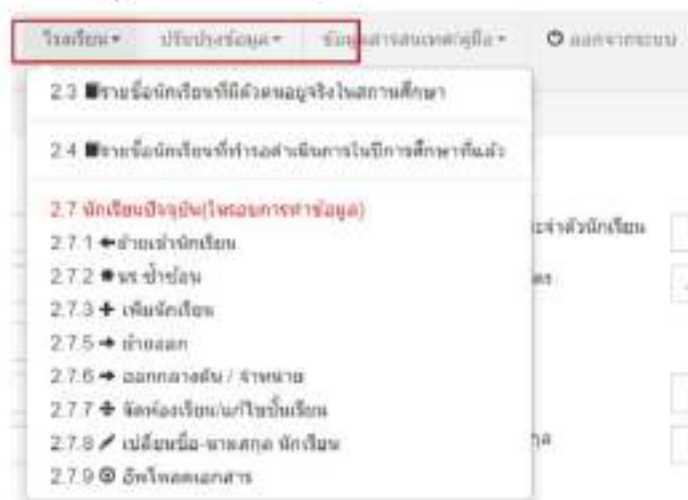 โรงเรียน ปรับปรุงข้อมูล ข้อมูลสารสนเทศ/คู่มือ ออกจากระบบ
2.3 รายชื่อนักเรียนที่มีตัวตนอยู่จริงในสถานศึกษา
2.4 รายชื่อนักเรียนที่ทำรอดำเนินการในปีการศึกษาที่แล้ว
2.7 นักเรียนปัจจุบัน(ในรอบการทำข้อมูล)
2.7.1 ย้ายเข้านักเรียน
ะจำตัวนักเรียน
2.7.2 นร ซ้ำซ้อน
2.7.3 เพิ่มนักเรียน
2.7.5 ย้ายออก
2.7.6 ออกกลางคัน / จำหน่าย
2.7.7 จัดห้องเรียน/แก้ไขชั้นเรียน
2.7.8 เปลี่ยนชื่อ-นามสกุล นักเรียน
กุล
2.7.9 อัพโหลดเอกสาร